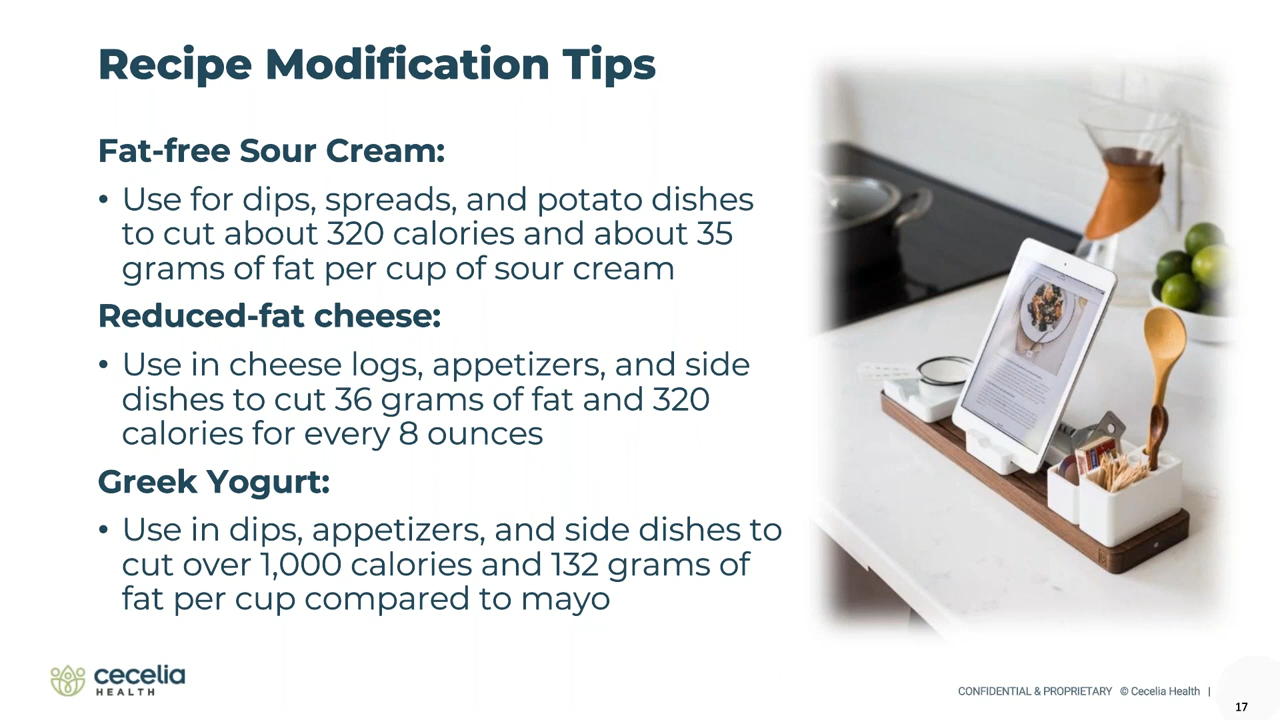 Recipe Modification Tips
Fat-free Sour Cream:
• Use for dips, spreads, and potato dishes
to cut about 320 calories and about 35
grams of fat per cup of sour cream
Reduced-fat cheese:
• Use in cheese logs, appetizers, and side
dishes to cut 36 grams of fat and 320
calories for every 8 ounces
Greek Yogurt:
• Use in dips, appetizers, and side dishes to
cut over 1,000 calories and 132 grams of
fat per cup compared to mayo
cecelia
HEALTH
CONFIDENTIAL & PROPRIETARY © Cecelia Health |
17